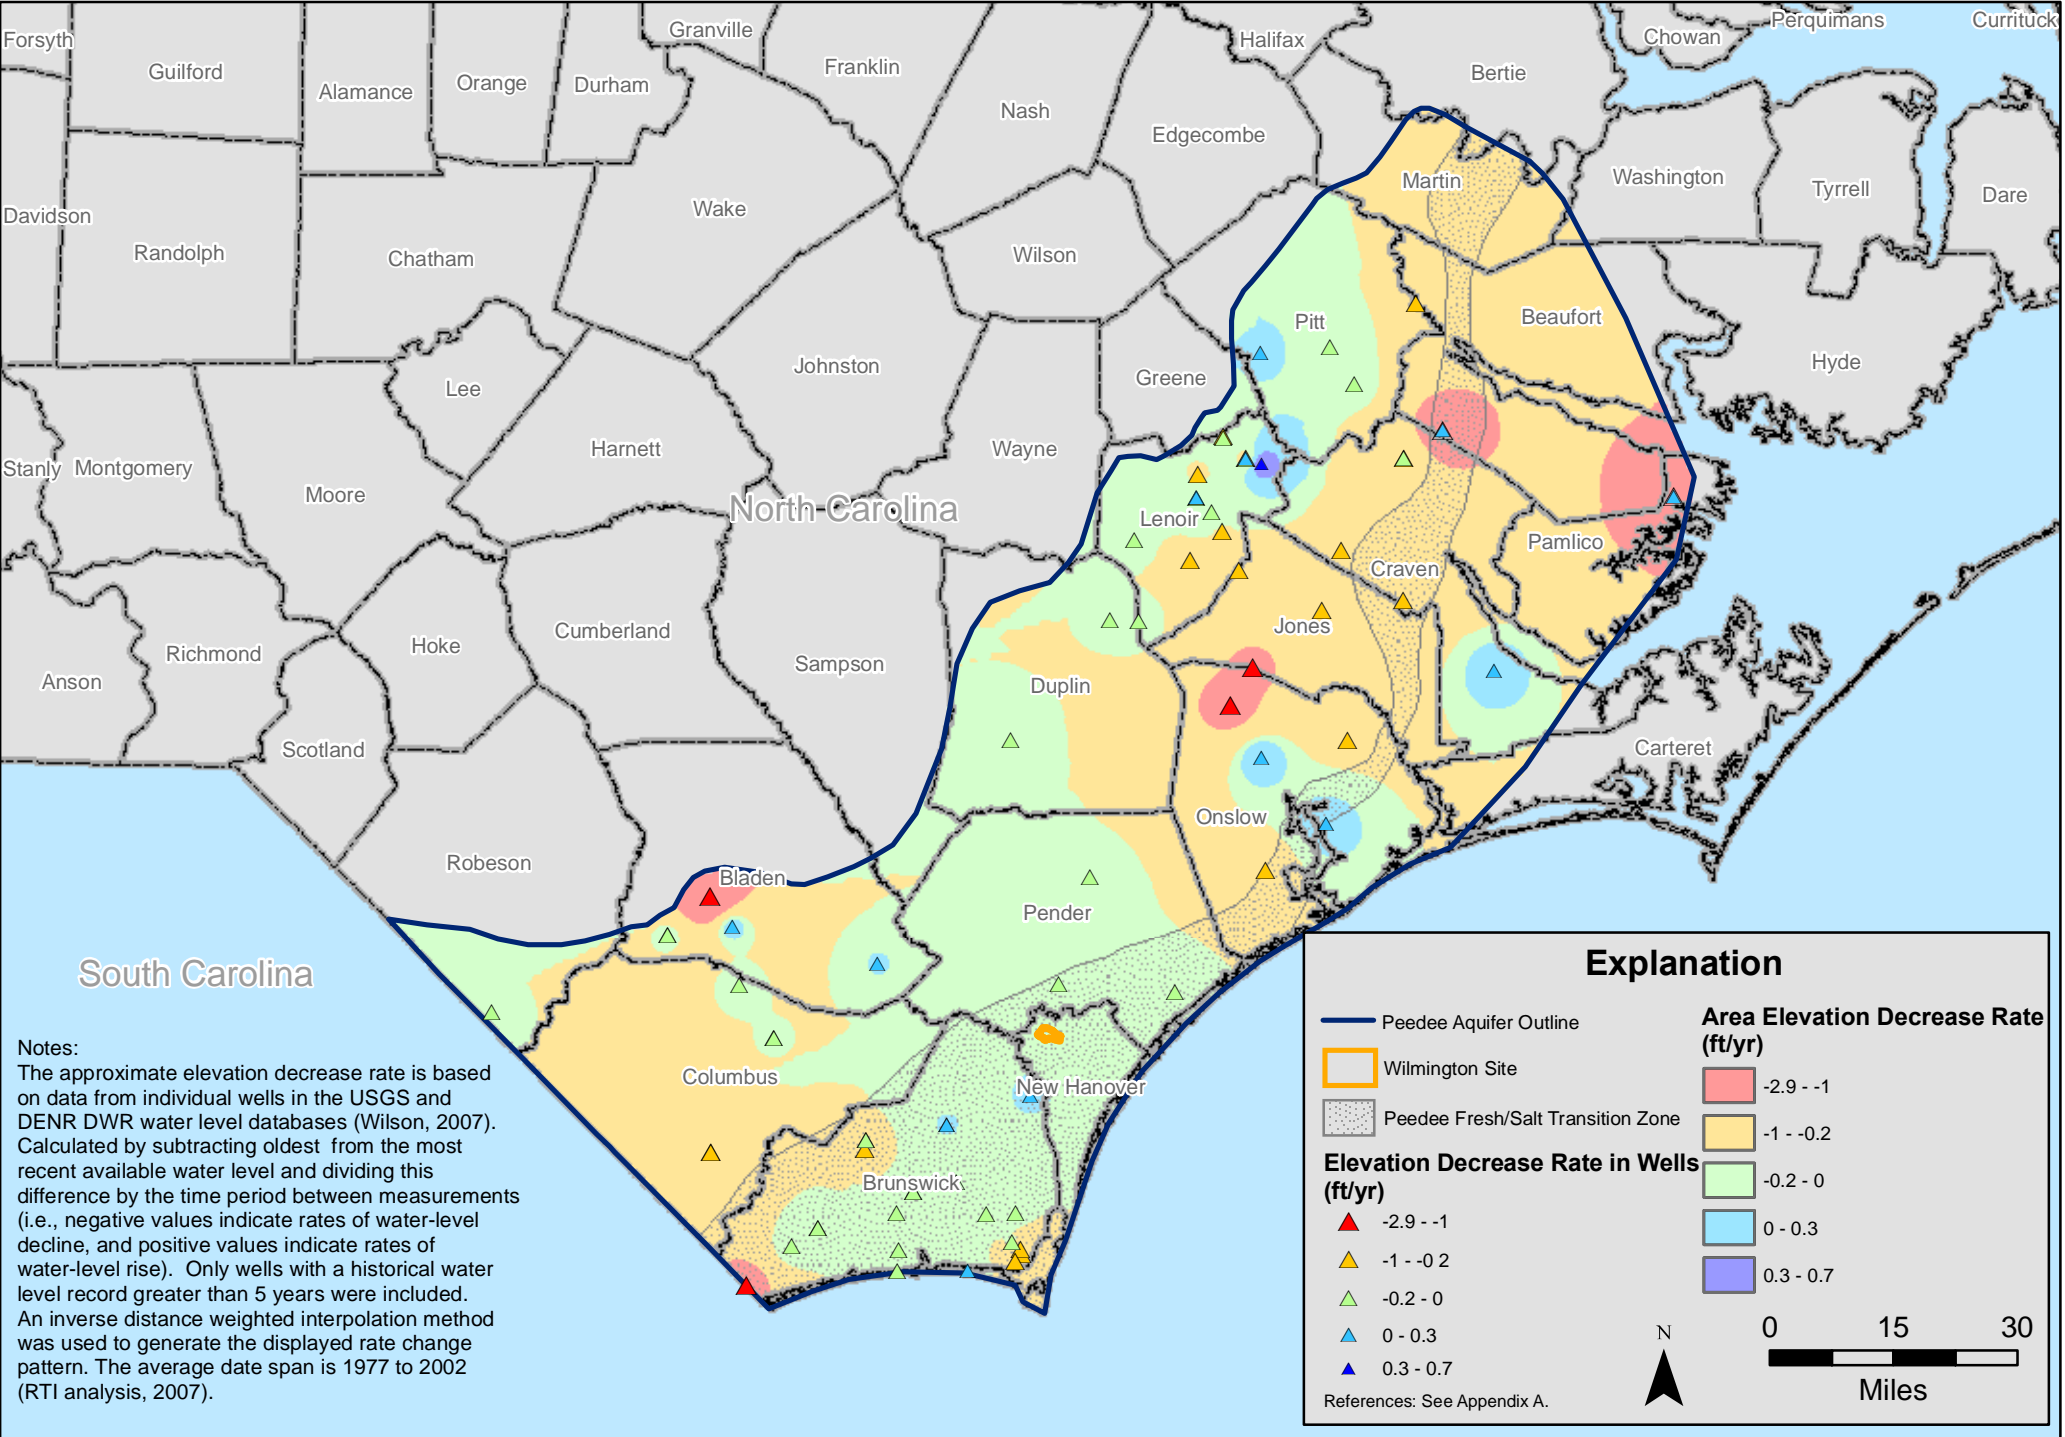 Forsyth
Guilford
Alamance
Orange
Durham
Granville
Franklin
Halifax
Nash
Edgecombe
Bertie
Chowan
Perquimans
Currituck
Martin
Washington
Tyrrell
Dare
Davidson
Randolph
Chatham
Wake
Wilson
Pitt
Beaufort
Hyde
Lee
Johnston
Greene
Harnett
Wayne
Stanly
Montgomery
Moore
North Carolina
Lenoir
Craven
Pamlico
Jones
Anson
Richmond
Hoke
Cumberland
Sampson
Duplin
Scotland
Carteret
Onslow
Robeson
Bladen
Pender
South Carolina
Columbus
New Hanover
Brunswick
Notes:
The approximate elevation decrease rate is based
on data from individual wells in the USGS and
DENR DWR water level databases (Wilson, 2007).
Calculated by subtracting oldest from the most
recent available water level and dividing this
difference by the time period between measurements
(i.e., negative values indicate rates of water-level
decline, and positive values indicate rates of
water-level rise). Only wells with a historical water
level record greater than 5 years were included.
An inverse distance weighted interpolation method
was used to generate the displayed rate change
pattern. The average date span is 1977 to 2002
(RTI analysis, 2007).
Explanation
Peedee Aquifer Outline
Wilmington Site
Peedee Fresh/Salt Transition Zone
Elevation Decrease Rate in Wells
(ft/yr)
-2.9 - -1
-1 - -0 2
-0.2 - 0
0 - 0.3
0.3 - 0.7
References: See Appendix A.
Area Elevation Decrease Rate
(ft/yr)
-2.9 - -1
-1 - -0.2
-0.2 - 0
0 - 0.3
0.3 - 0.7
N
0 15 30
Miles